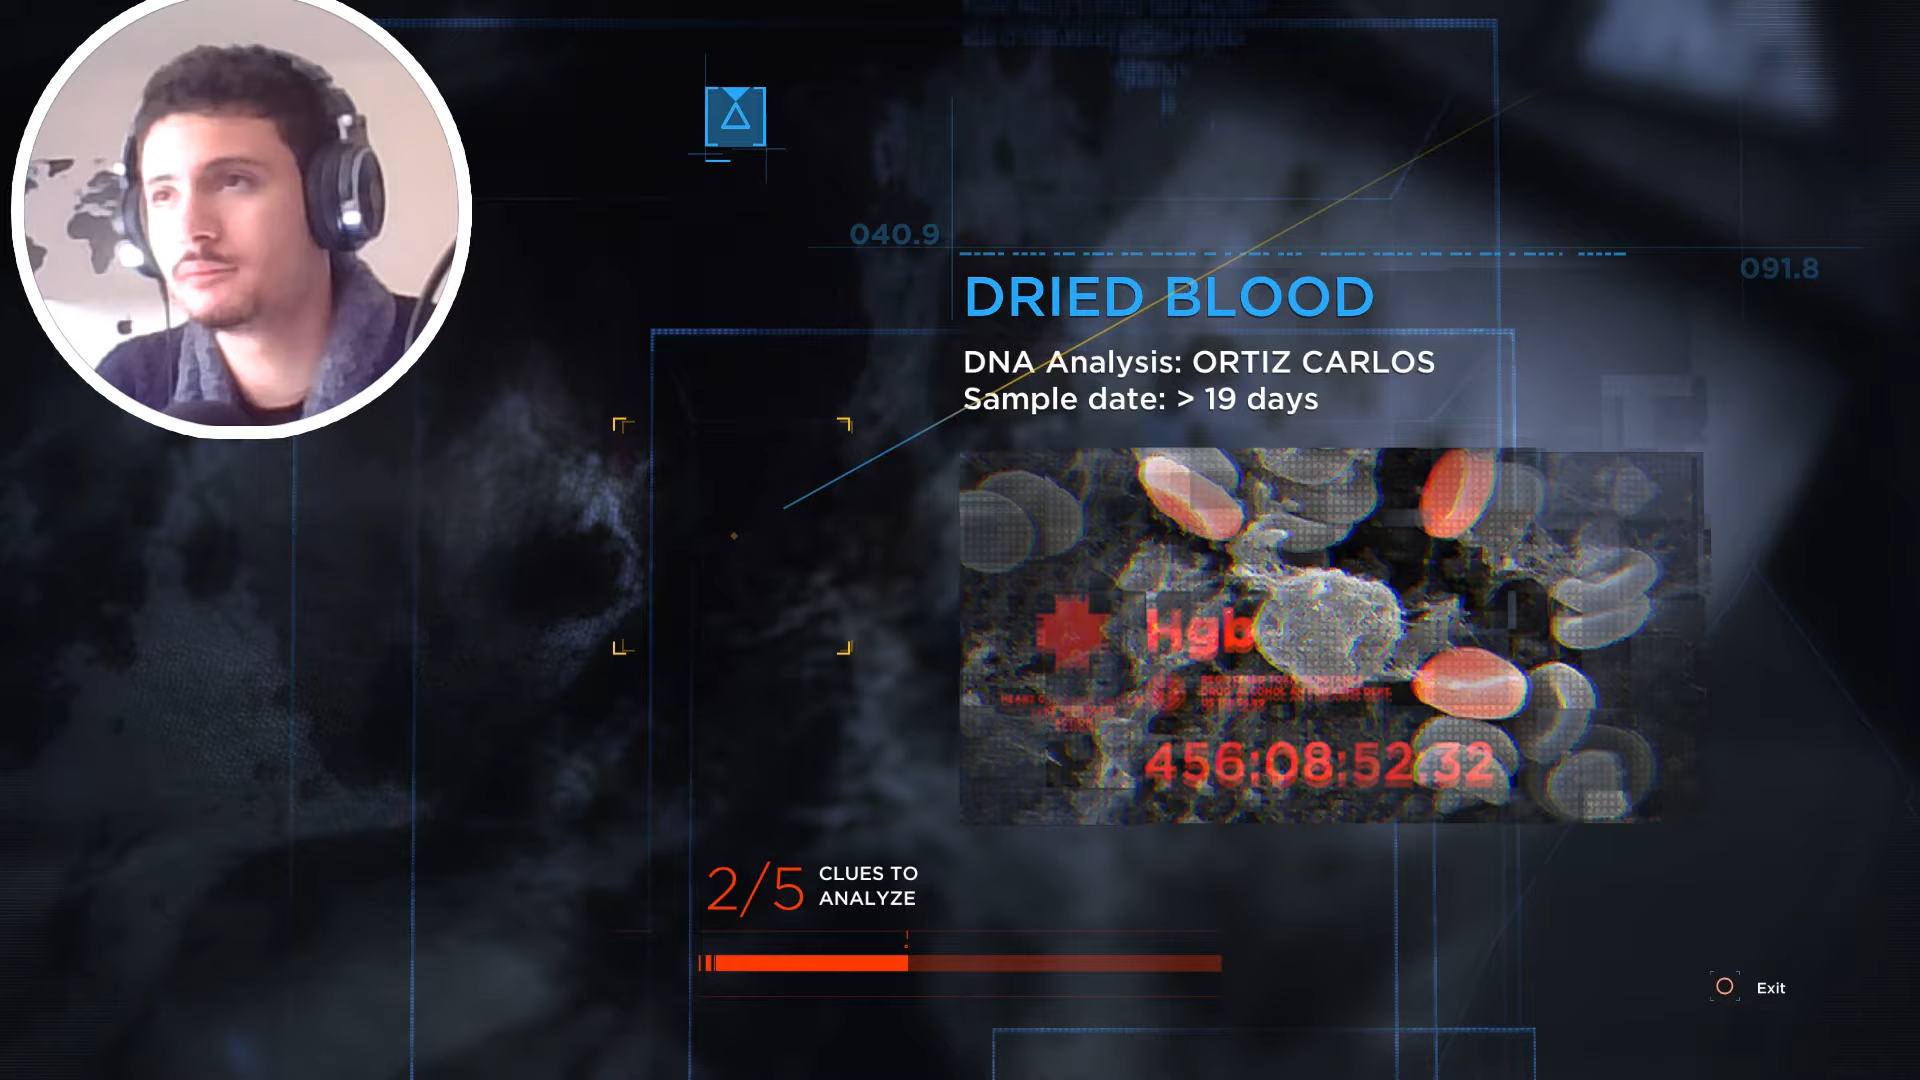 040.9
091.8
DRIED BLOOD
DNA Analysis: ORTIZ CARLOS
Sample date: > 19 days
Hgb
456:08:52:32
2/5
CLUES TO
ANALYZE
Exit